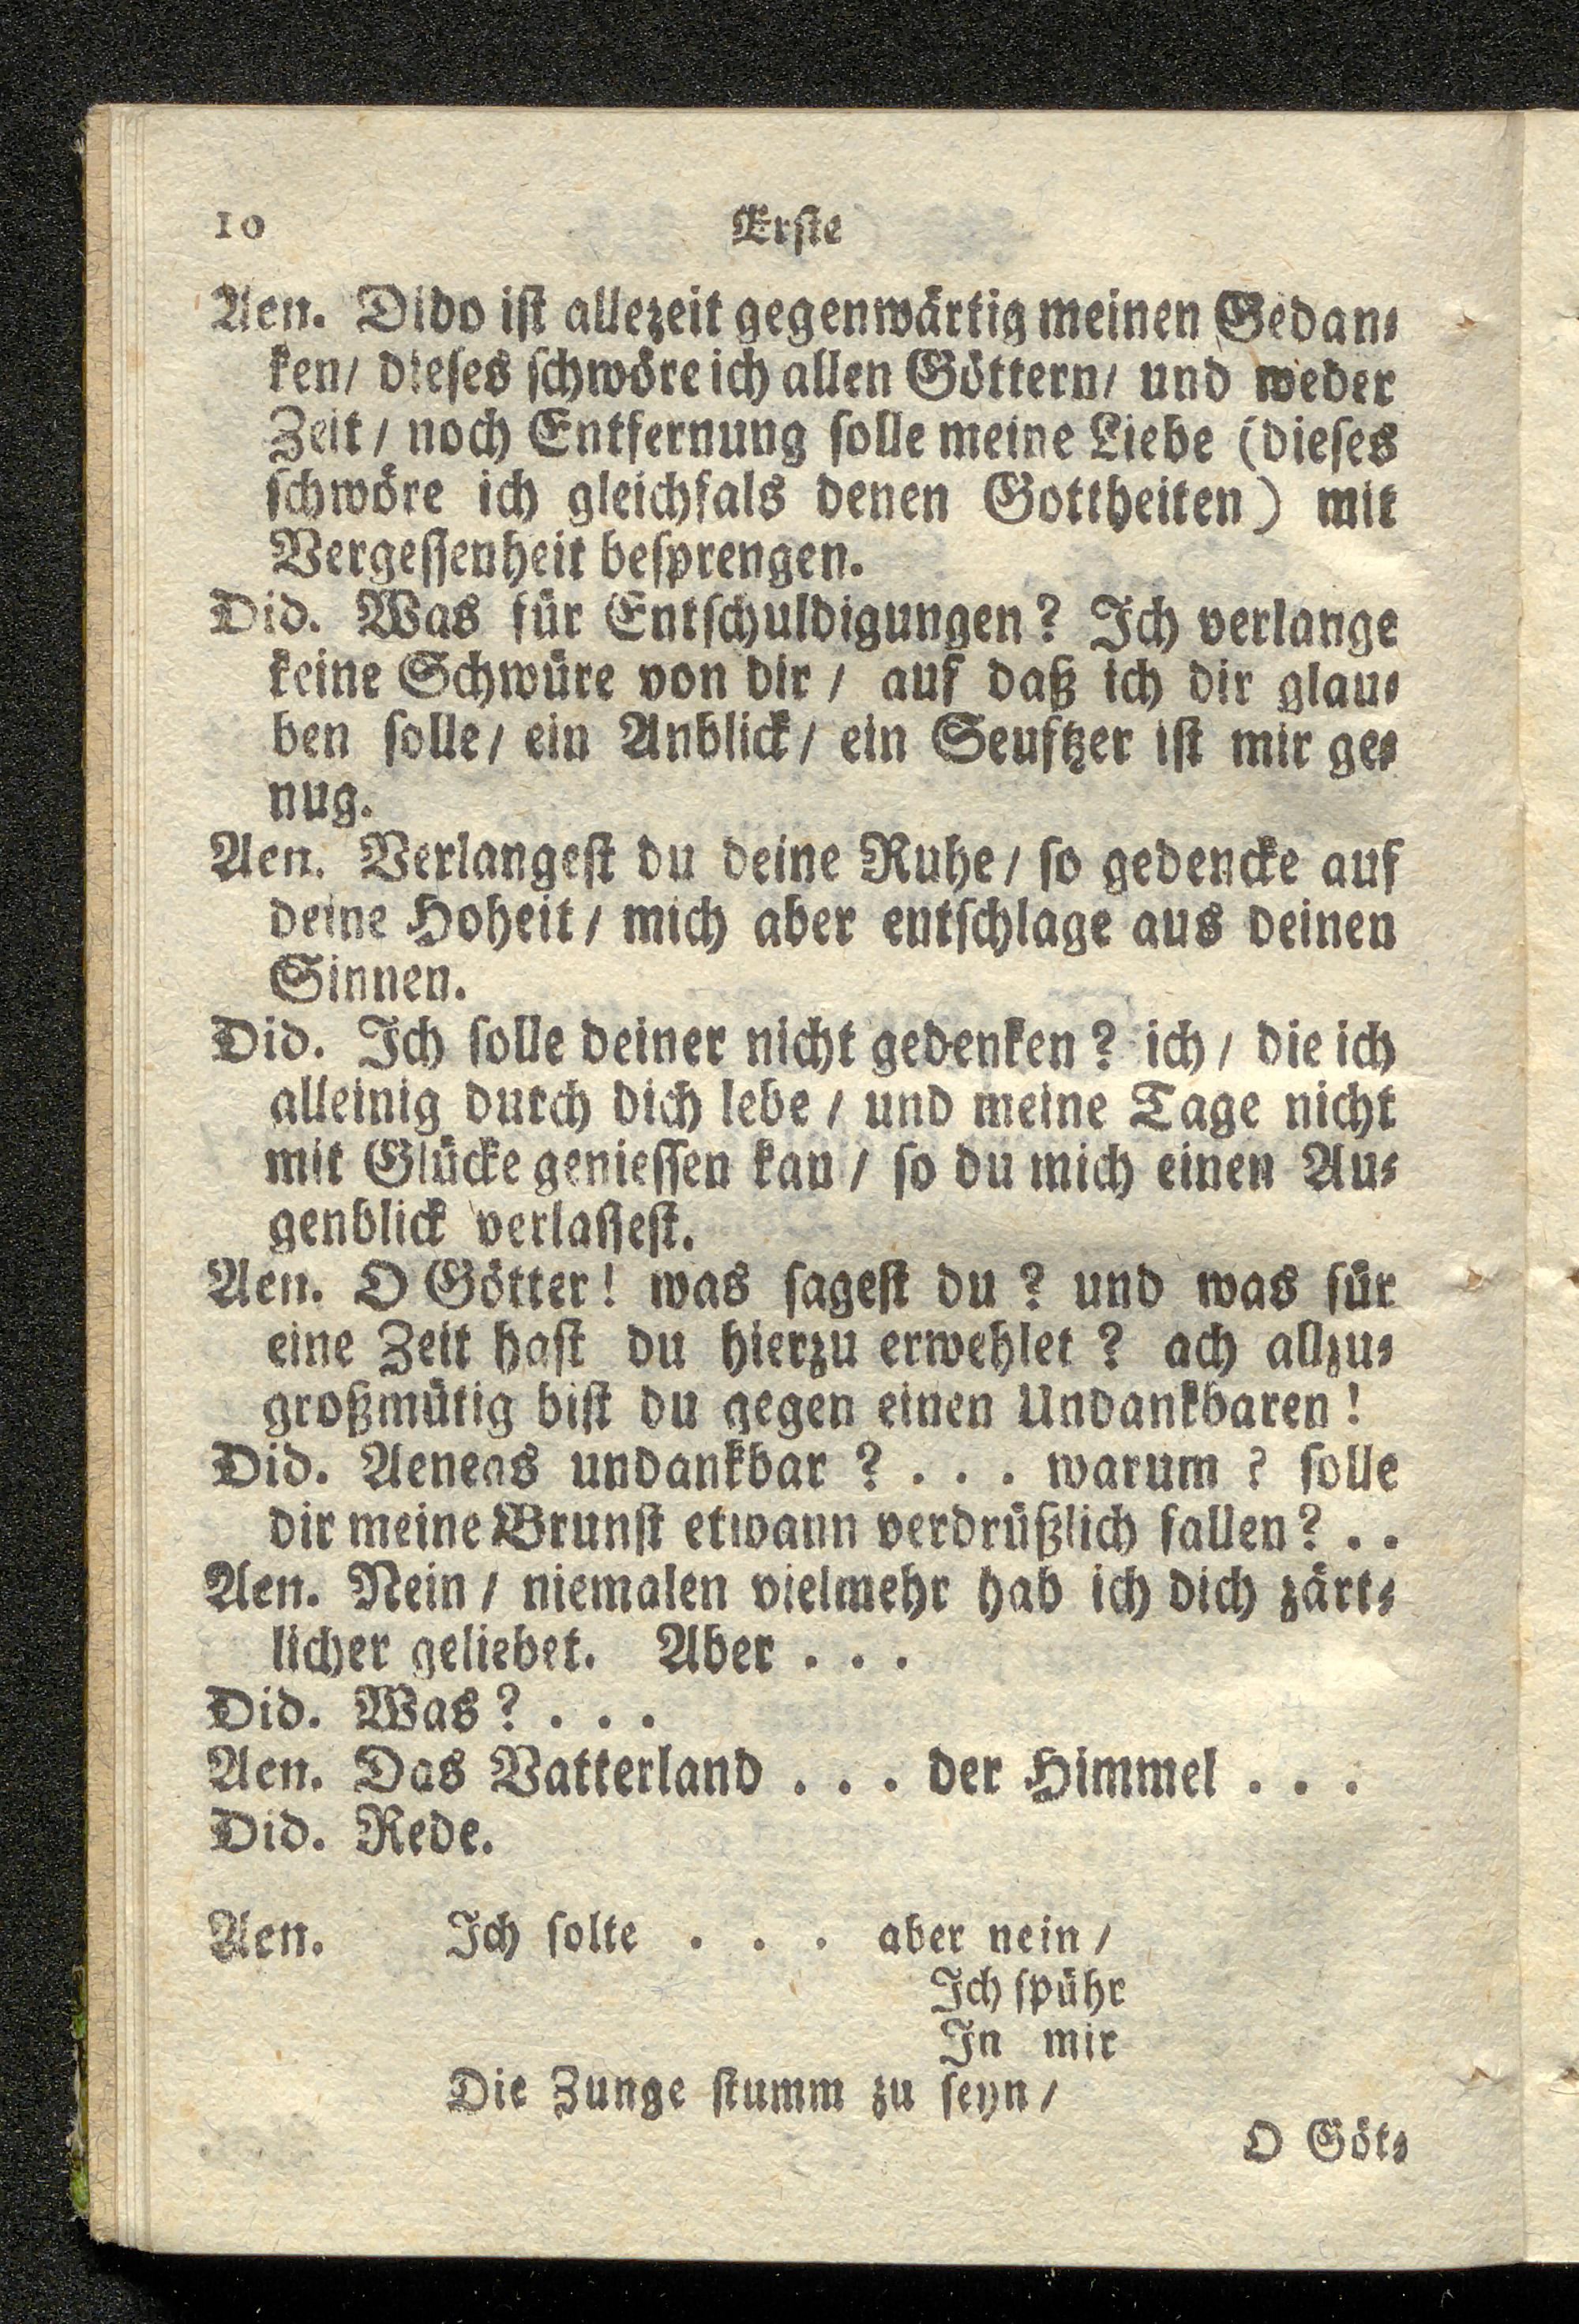 10 Erste
Aen. Dido ist allezeit gegenwärtig meinen Gedan-
ken/ dieses schwöre ich allen Göttern/ und weder
Zeit / noch Entfernung solle meine Liebe (dieses
schwöre ich gleichfals denen Gottheiten) mit
Vergessenheit besprengen.
Did. Was für Entschuldigungen? Ich verlange
keine Schwüre von dir / auf daß ich dir glau-
ben solle/ ein Anblick/ ein Seuftzer ist mir ge-
nug.
Aen. Verlangest du deine Ruhe/ so gedencke auf
deine Hoheit/ mich aber entschlage aus deinen
Sinnen.
Did. Ich solle deiner nicht gedenken? ich/ die ich
alleinig durch dich lebe / und meine Tage nicht
mit Glücke geniessen kan / so du mich einen Au-
genblick verlassest.
Aen. O Götter! was sagest du ? und was für
eine Zeit hast du hierzu erwehlet ? ach allzu-
großmütig bist du gegen einen Undankbaren!
Did. Aeneas undankbar ? . . . warum ? solle
dir meine Brunst etwann verdrüßlich fallen? . .
Aen. Nein / niemalen vielmehr hab ich dich zärt-
licher geliebet. Aber . . .
Did. Was? . . .
Aen. Das Vatterland . . . der Himmel . . .
Did. Rede.
Aen. Ich solte . . . aber nein /
Ich spühr
In mir
Die Zunge stumm zu seyn /
O Göt-